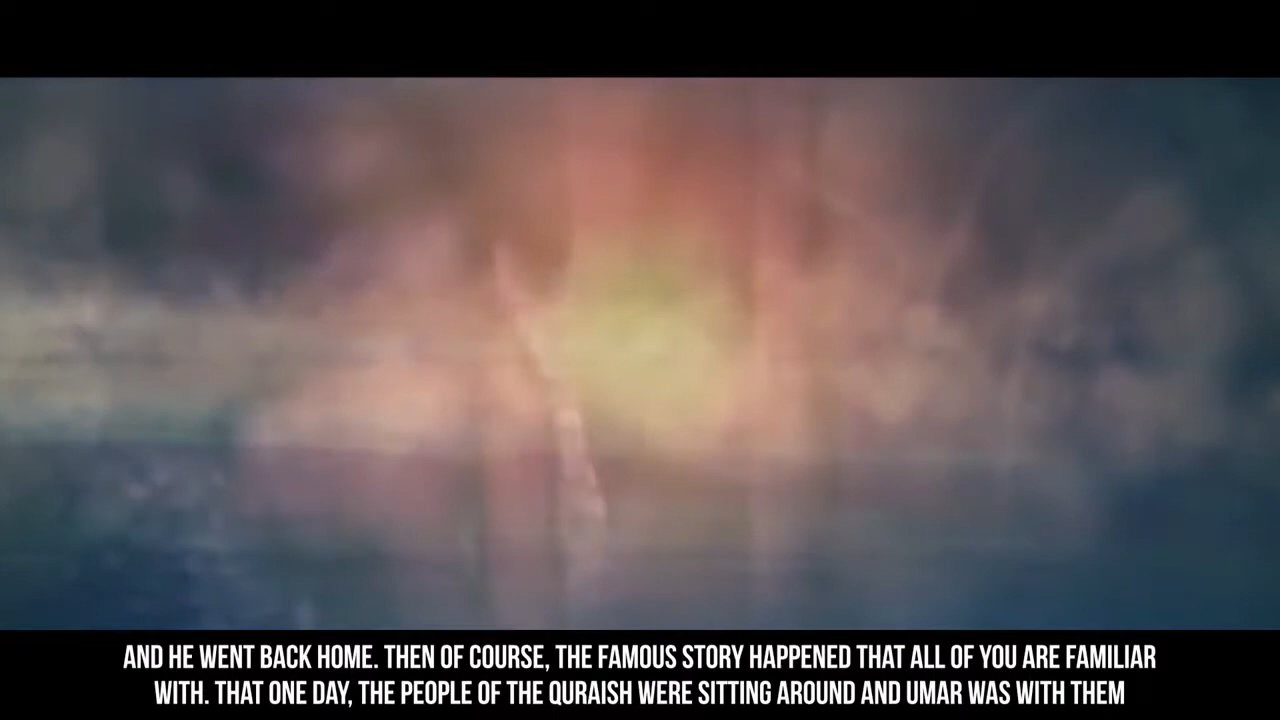 AND HE WENT BACK HOME. THEN OF COURSE, THE FAMOUS STORY HAPPENED THAT ALL OF YOU ARE FAMILIAR
WITH. THAT ONE DAY, THE PEOPLE OF THE QURAISH WERE SITTING AROUND AND UMAR WAS WITH THEM